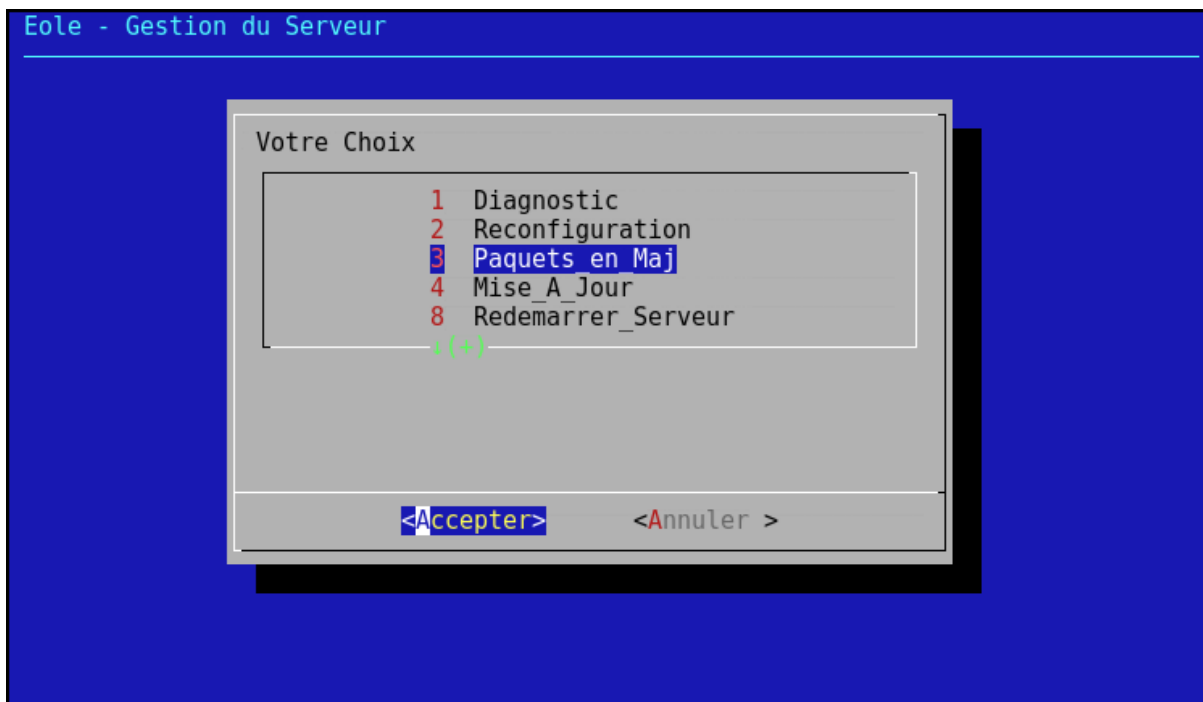 Eole - Gestion du Serveur
Votre Choix
1 Diagnostic
2 Reconfiguration
3 Paquets_en_Maj
4 Mise_A_Jour
8 Redemarrer_Serveur
↓(+)
<Accepter> <Annuler >